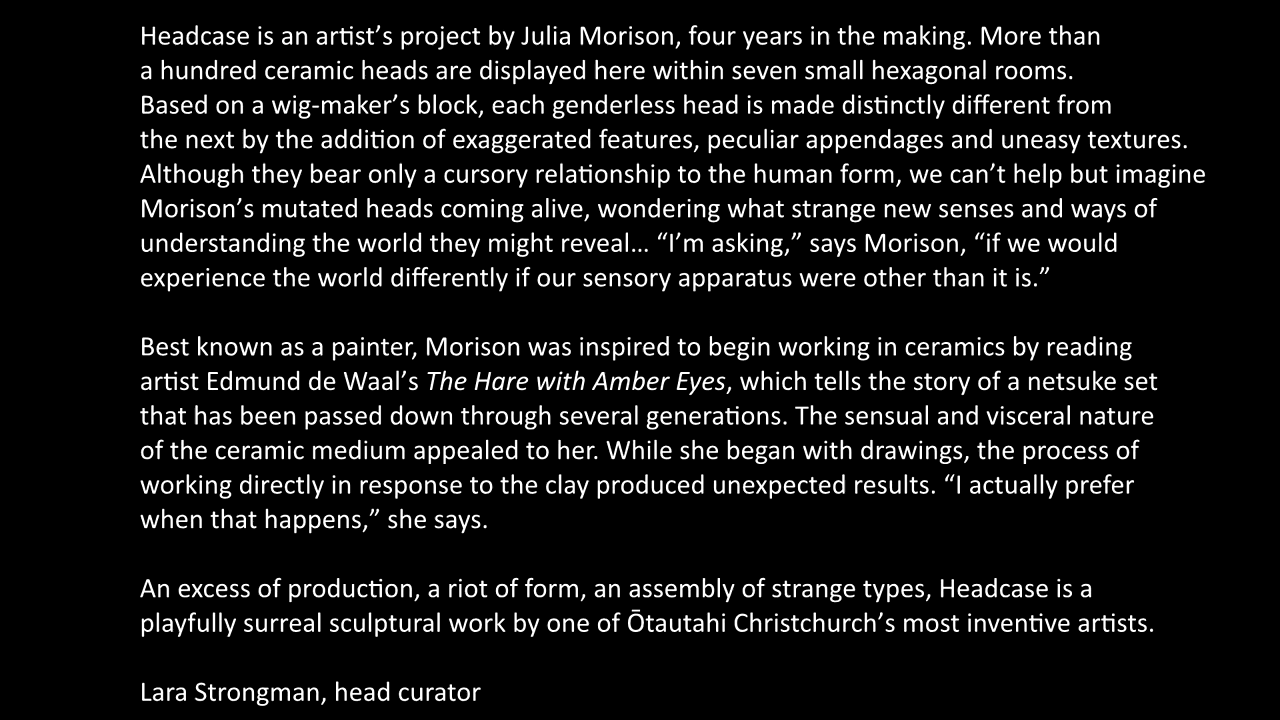 Headcase is an artist’s project by Julia Morison, four years in the making. More than
a hundred ceramic heads are displayed here within seven small hexagonal rooms.
Based on a wig-maker’s block, each genderless head is made distinctly different from
the next by the addition of exaggerated features, peculiar appendages and uneasy textures.
Although they bear only a cursory relationship to the human form, we can’t help but imagine
Morison’s mutated heads coming alive, wondering what strange new senses and ways of
understanding the world they might reveal… “I’m asking,” says Morison, “if we would
experience the world differently if our sensory apparatus were other than it is.”

Best known as a painter, Morison was inspired to begin working in ceramics by reading
artist Edmund de Waal’s The Hare with Amber Eyes, which tells the story of a netsuke set
that has been passed down through several generations. The sensual and visceral nature
of the ceramic medium appealed to her. While she began with drawings, the process of
working directly in response to the clay produced unexpected results. “I actually prefer
when that happens,” she says.

An excess of production, a riot of form, an assembly of strange types, Headcase is a
playfully surreal sculptural work by one of Ōtautahi Christchurch’s most inventive artists.

Lara Strongman, head curator